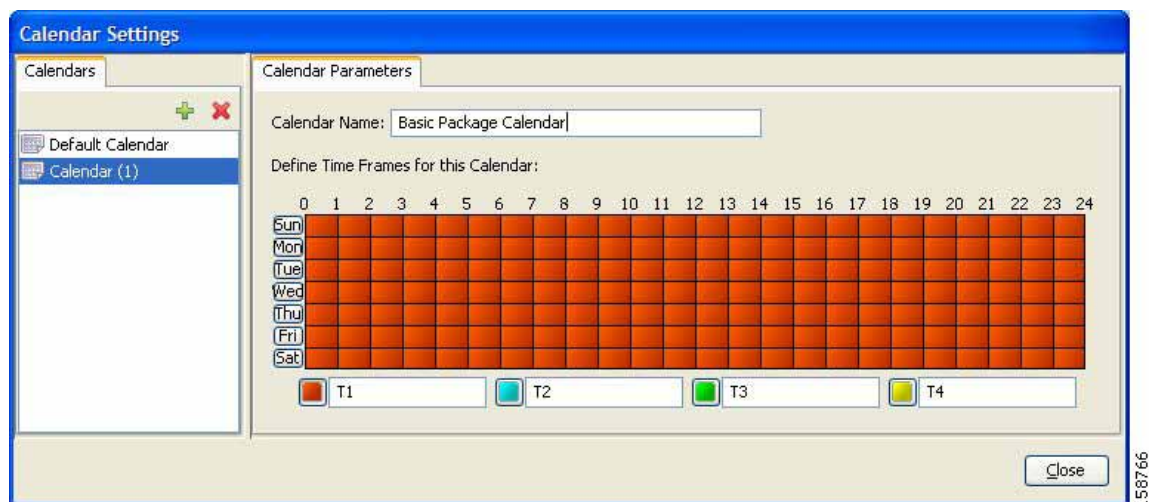 Calendar Settings
Calendars
Default Calendar
Calendar (1)
Calendar Parameters
Calendar Name: Basic Package Calendar
Define Time Frames for this Calendar:
0 1 2 3 4 5 6 7 8 9 10 11 12 13 14 15 16 17 18 19 20 21 22 23 24
Sun
Mon
Tue
Wed
Thu
Fri
Sat
T1 T2 T3 T4
Close